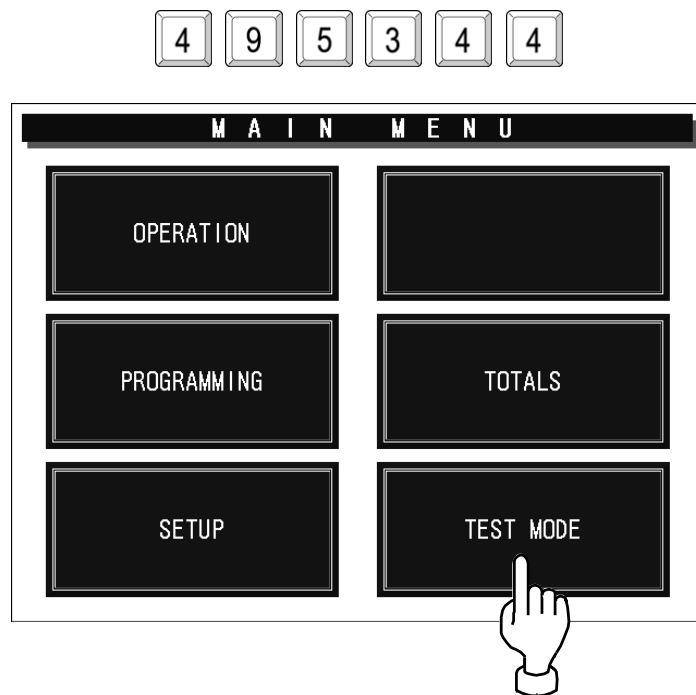 4 9 5 3 4 4
MAIN MENU
OPERATION
PROGRAMMING TOTALS
SETUP TEST MODE